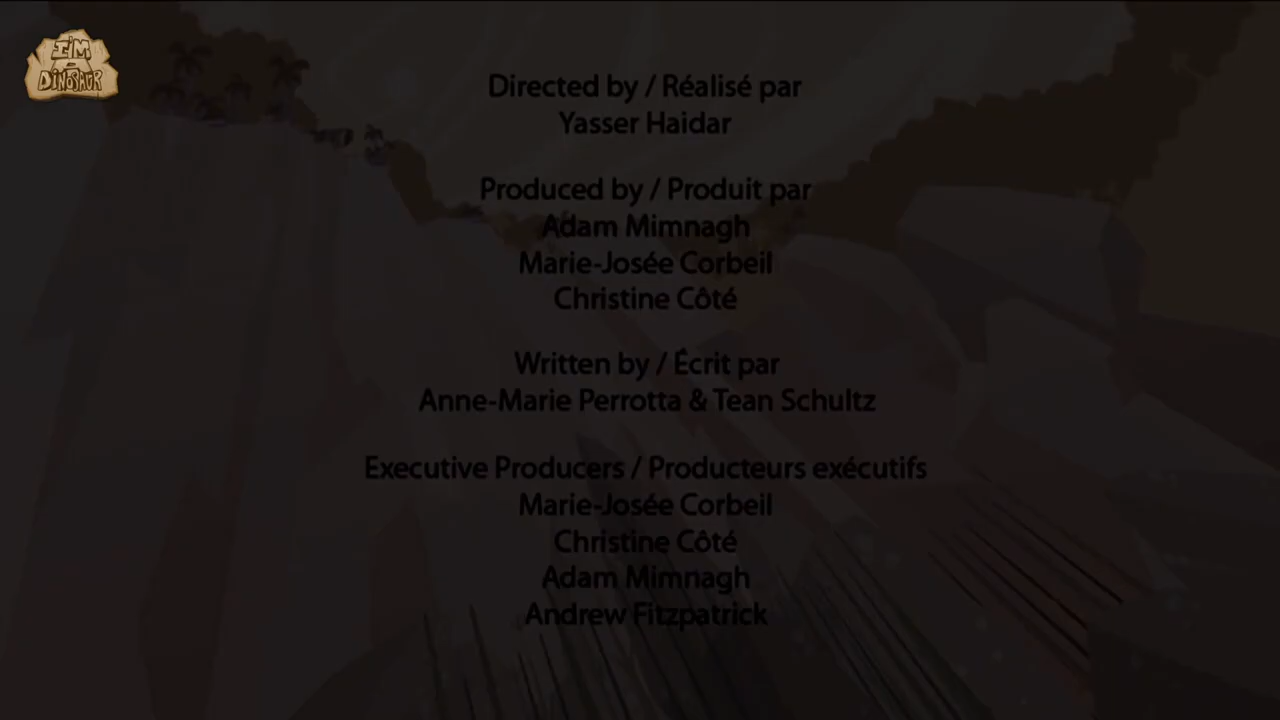 I'M
A
DINOSAUR
Directed by / Réalisé par
Yasser Haidar
Produced by / Produit par
Adam Mimnagh
Marie-Josée Corbeil
Christine Côté
Written by / Écrit par
Anne-Marie Perrotta & Tean Schultz
Executive Producers / Producteurs exécutifs
Marie-Josée Corbeil
Christine Côté
Adam Mimnagh
Andrew Fitzpatrick